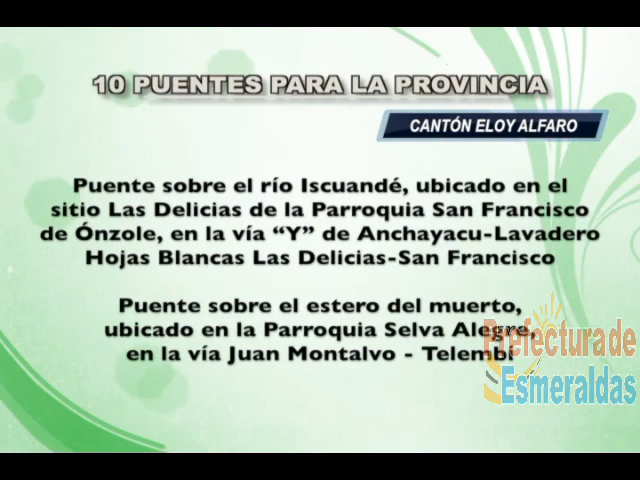 10 PUENTES PARA LA PROVINCIA
CANTÓN ELOY ALFARO
Puente sobre el río Iscuandé, ubicado en el
sitio Las Delicias de la Parroquia San Francisco
de Ónzole, en la vía “Y” de Anchayacu-Lavadero
Hojas Blancas Las Delicias-San Francisco
Puente sobre el estero del muerto,
ubicado en la Parroquia Selva Alegre,
en la vía Juan Montalvo - Telembí
Prefectura de
Esmeraldas